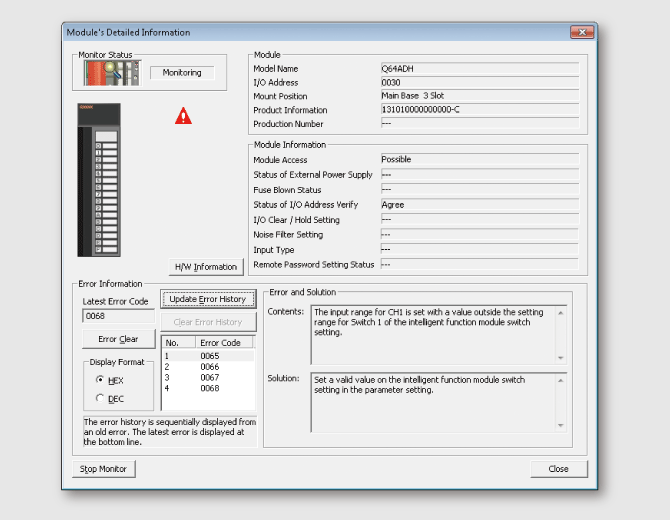 Module's Detailed Information
Monitor Status
Monitoring
H/W Information
Module
Model Name Q64ADH
I/O Address 0030
Mount Position Main Base 3 Slot
Product Information 131010000000000-C
Production Number ---
Module Information
Module Access Possible
Status of External Power Supply ---
Fuse Blown Status ---
Status of I/O Address Verify Agree
I/O Clear / Hold Setting ---
Noise Filter Setting ---
Input Type ---
Remote Password Setting Status ---
Error Information
Latest Error Code
0068
Error Clear
Display Format
HEX
DEC
Update Error History
Clear Error History
No. Error Code
1 0065
2 0066
3 0067
4 0068
The error history is sequentially displayed from
an old error. The latest error is displayed at
the bottom line.
Error and Solution
Contents:
The input range for CH1 is set with a value outside the setting
range for Switch 1 of the intelligent function module switch
setting.
Solution:
Set a valid value on the intelligent function module switch
setting in the parameter setting.
Stop Monitor
Close